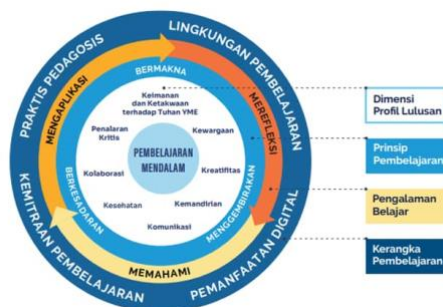 PRAKTIS PEDAGOSIS
LINGKUNGAN PEMBELAJARAN
KEMITRAAN PEMBELAJARAN
PEMANFAATAN DIGITAL
MENGAPLIKASI
MEREFLEKSI
MEMAHAMI
BERMAKNA
BERKESADARAN
MENGGEMBIRAKAN
Keimanan
dan Ketakwaan
terhadap Tuhan YME
Penalaran
Kritis
Kewargaan
Kolaborasi
Kreatifitas
Kesehatan
Kemandirian
Komunikasi
PEMBELAJARAN
MENDALAM
Dimensi
Profil Lulusan
Prinsip
Pembelajaran
Pengalaman
Belajar
Kerangka
Pembelajaran